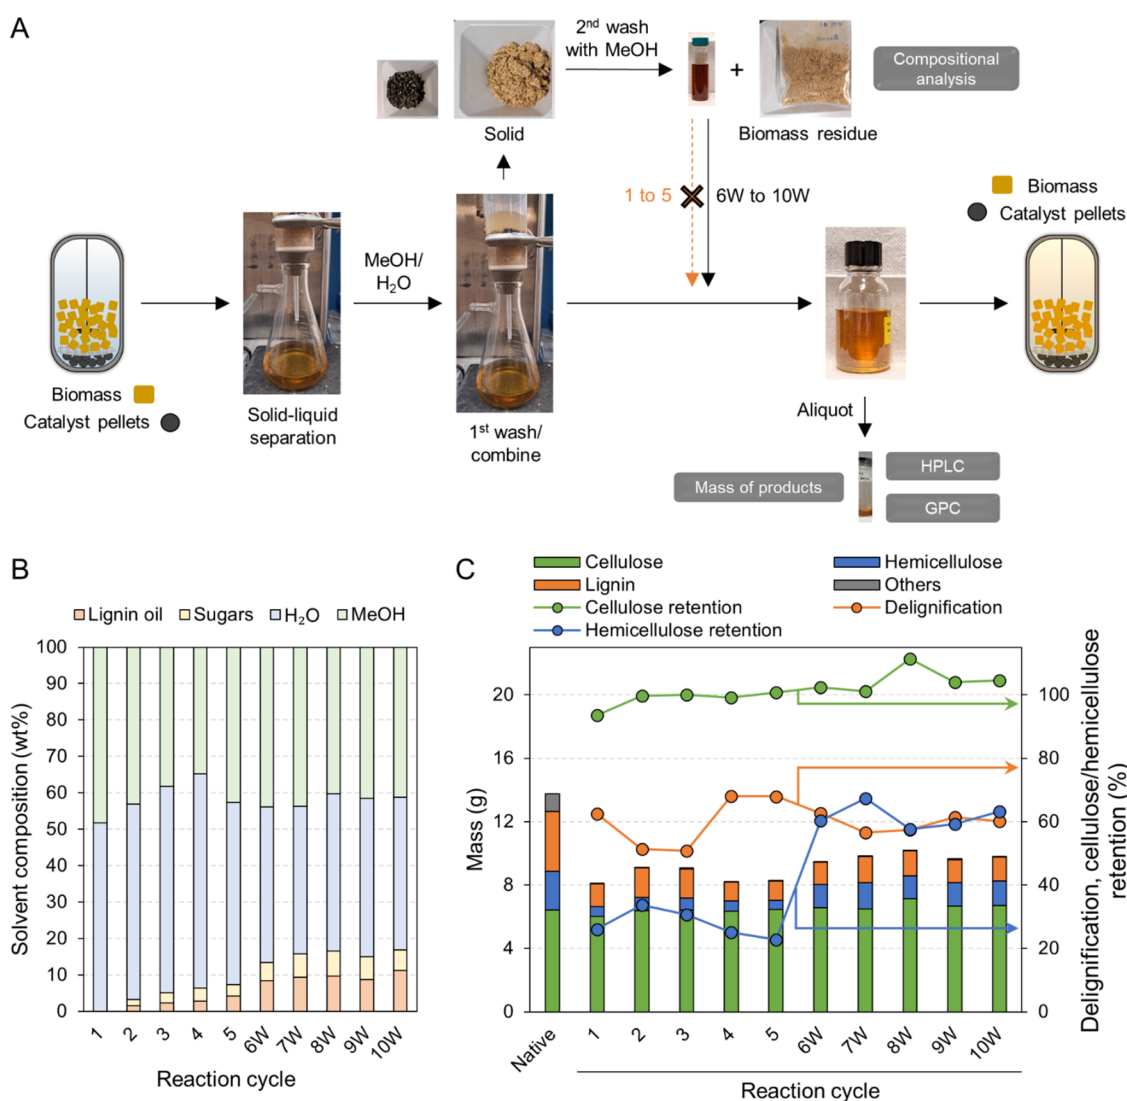 A
2nd wash
with MeOH
+
Compositional
analysis
Solid
Biomass residue
1 to 5
6W to 10W
Biomass
Catalyst pellets
MeOH/
H₂O
Biomass
Catalyst pellets
Solid-liquid
separation
1st wash/
combine
Aliquot
Mass of products
HPLC
GPC
B
Lignin oil Sugars H₂O MeOH
Solvent composition (wt%)
100
90
80
70
60
50
40
30
20
10
0
1 2 3 4 5 6W 7W 8W 9W 10W
Reaction cycle
C
Cellulose Hemicellulose
Lignin Others
Cellulose retention Delignification
Hemicellulose retention
Mass (g)
20
16
12
8
4
0
100
80
60
40
20
0
Delignification, cellulose/hemicellulose
retention (%)
Native 1 2 3 4 5 6W 7W 8W 9W 10W
Reaction cycle